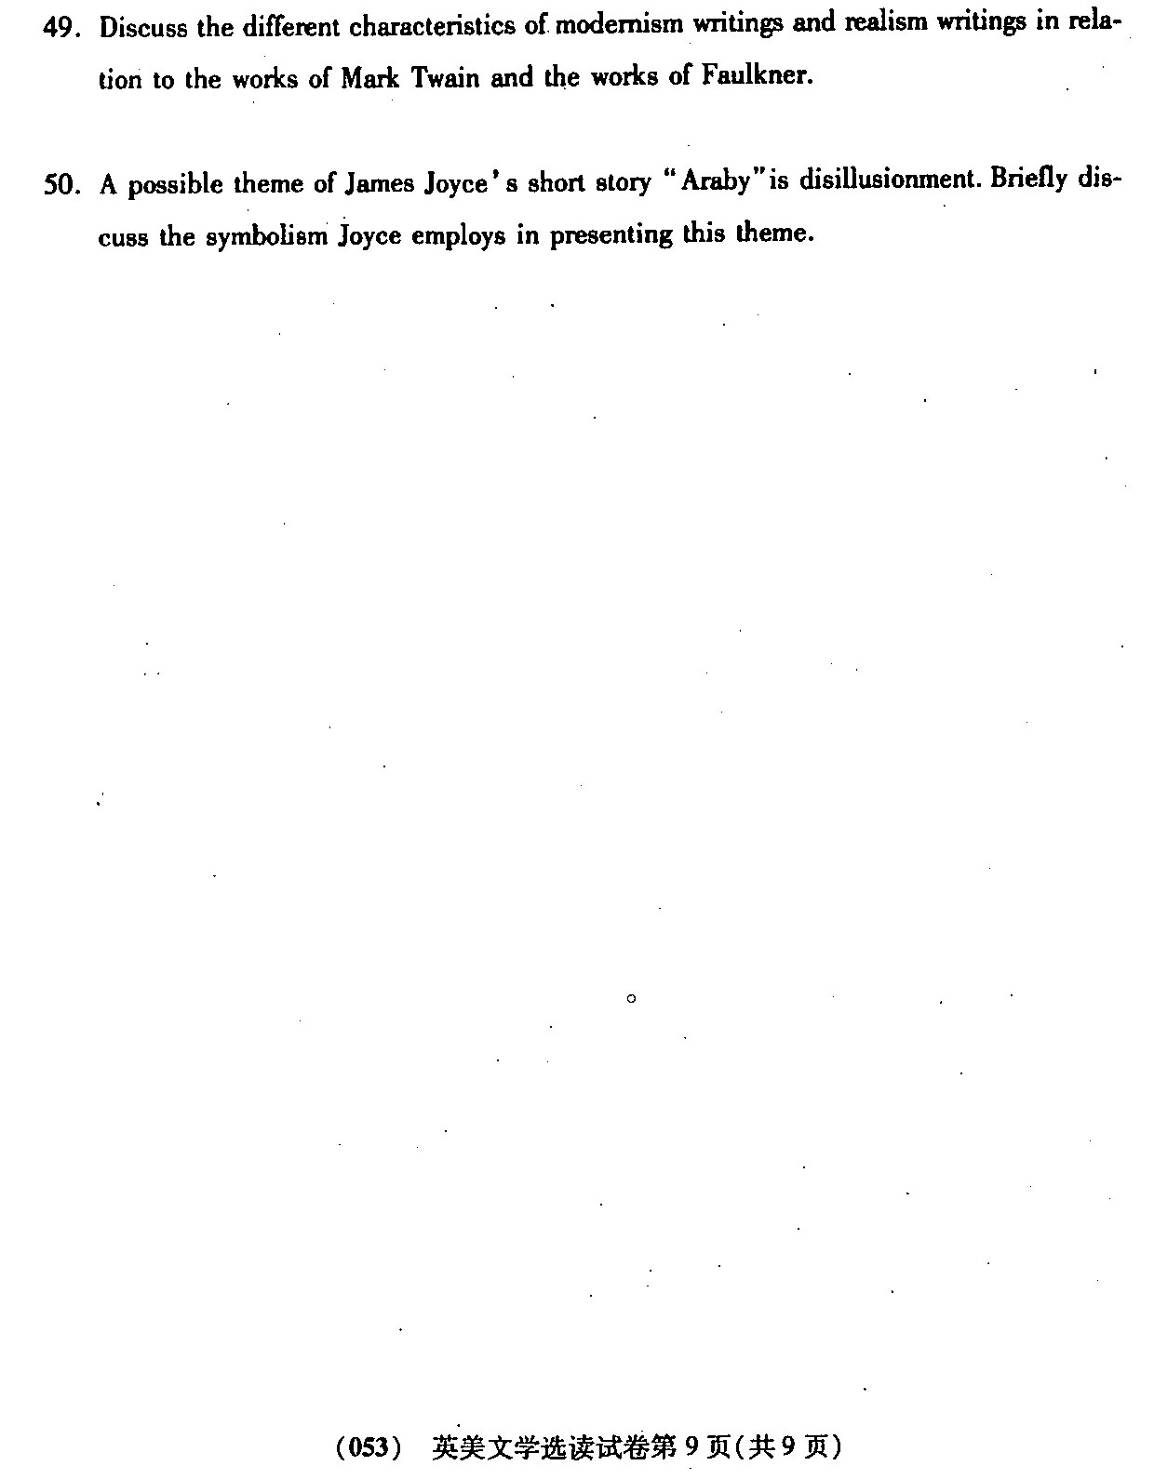 49. Discuss the different characteristics of modernism writings and realism writings in rela-
tion to the works of Mark Twain and the works of Faulkner.
50. A possible theme of James Joyce's short story “Araby”is disillusionment. Briefly dis-
cuss the symbolism Joyce employs in presenting this theme.
(053) 英美文学选读试卷第 9 页(共 9 页)